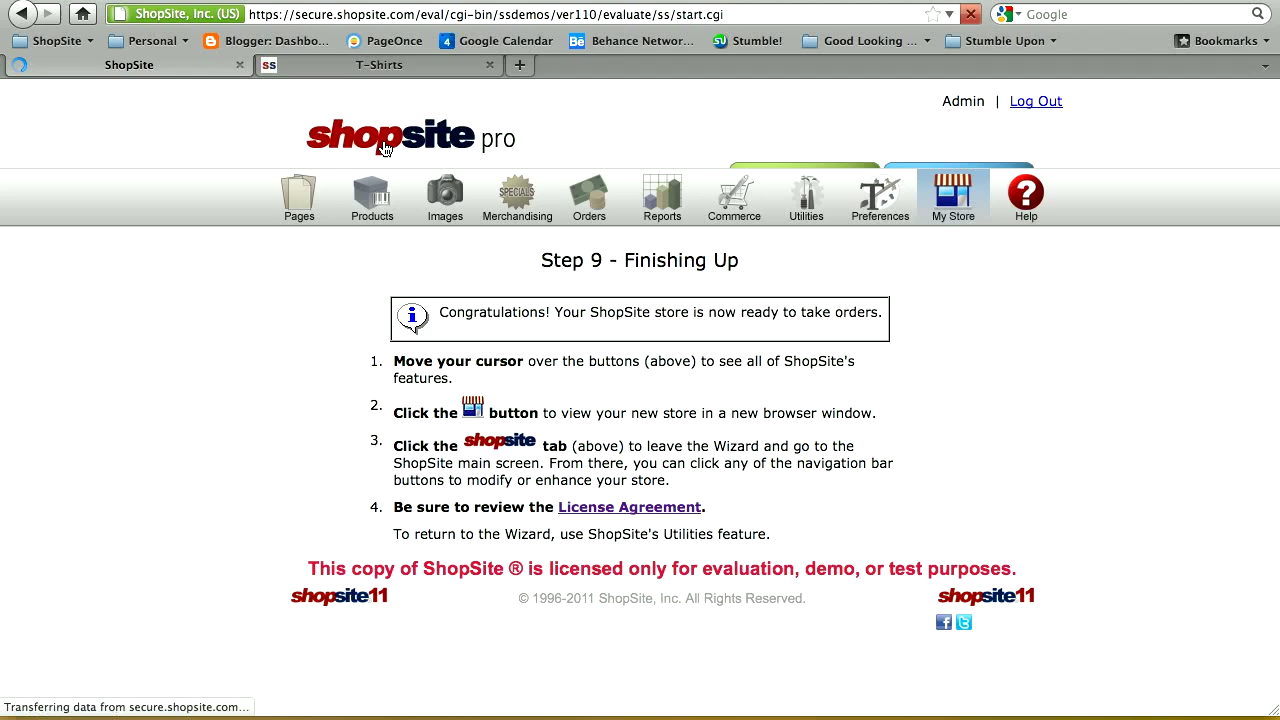 ShopSite, Inc. (US)
https://secure.shopsite.com/eval/cgi-bin/ssdemos/ver110/evaluate/ss/start.cgi
Google
ShopSite
Personal
Blogger: Dashbo...
PageOnce
4 Google Calendar
Bē Behance Networ...
Stumble!
Good Looking ...
Stumble Upon
Bookmarks
ShopSite
SS T-Shirts
Admin | Log Out
shopsite pro
Pages
Products
Images
SPECIALS
Merchandising
Orders
Reports
Commerce
Utilities
Preferences
My Store
Help
Step 9 - Finishing Up
Congratulations! Your ShopSite store is now ready to take orders.
1. Move your cursor over the buttons (above) to see all of ShopSite's
features.
2. Click the button to view your new store in a new browser window.
3. Click the shopsite tab (above) to leave the Wizard and go to the
ShopSite main screen. From there, you can click any of the navigation bar
buttons to modify or enhance your store.
4. Be sure to review the License Agreement.
To return to the Wizard, use ShopSite's Utilities feature.
This copy of ShopSite ® is licensed only for evaluation, demo, or test purposes.
shopsite11
© 1996-2011 ShopSite, Inc. All Rights Reserved.
shopsite11
Transferring data from secure.shopsite.com...